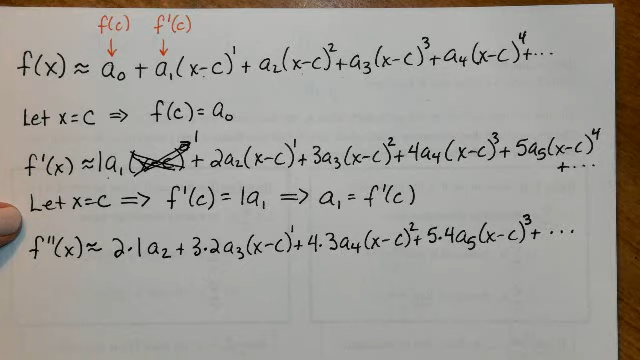 f(c) f'(c)
↓ ↓
f(x) ≈ a₀ + a₁(x-c)¹ + a₂(x-c)² + a₃(x-c)³ + a₄(x-c)⁴ + ...
Let x=c ⇒ f(c) = a₀
f'(x) ≈ 1a₁ + 2a₂(x-c)¹ + 3a₃(x-c)² + 4a₄(x-c)³ + 5a₅(x-c)⁴
+ ...
Let x=c ⇒ f'(c) = 1a₁ ⇒ a₁ = f'(c)
f''(x) ≈ 2·1a₂ + 3·2a₃(x-c)¹ + 4·3a₄(x-c)² + 5·4a₅(x-c)³ + ...